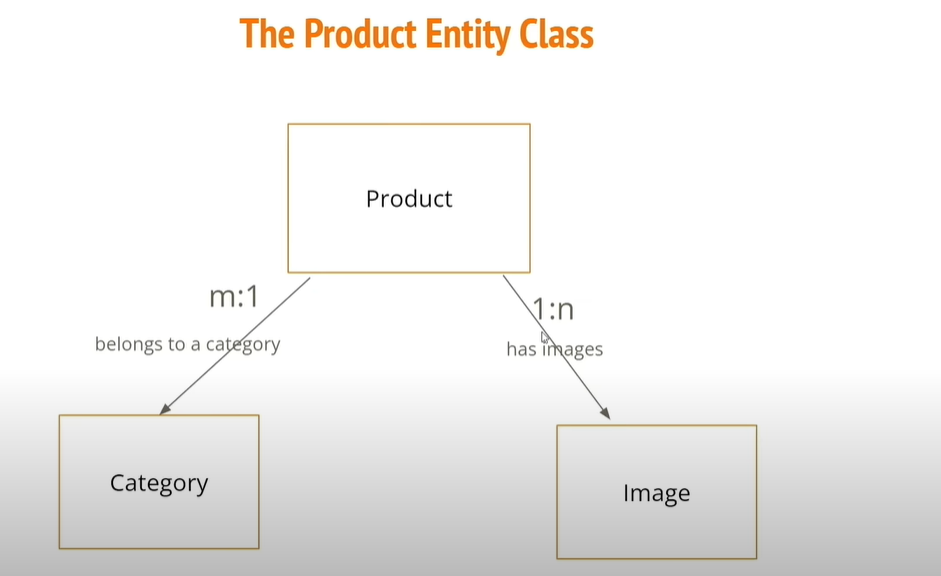 The Product Entity Class
Product
m:1
1:n
belongs to a category
has images
Category
Image